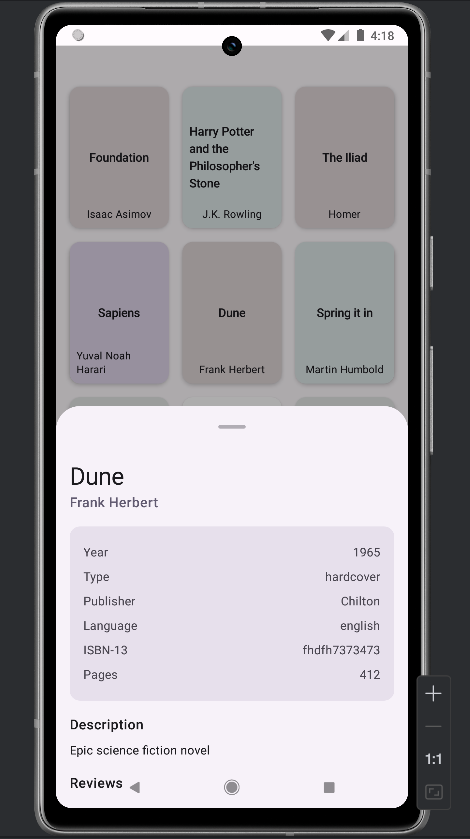 4:18
Foundation
Isaac Asimov
Harry Potter
and the
Philosopher's
Stone
J.K. Rowling
The Iliad
Homer
Sapiens
Yuval Noah
Harari
Dune
Frank Herbert
Spring it in
Martin Humbold
Dune
Frank Herbert
Year 1965
Type hardcover
Publisher Chilton
Language english
ISBN-13 fhdfh7373473
Pages 412
Description
Epic science fiction novel
Reviews
1:1